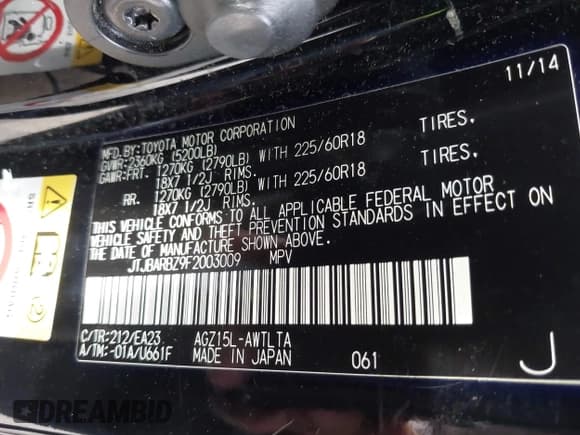 11/14
MFD.BY:TOYOTA MOTOR CORPORATION
GVWR:2360KG (5200LB)
GAWR:FRT. 1270KG (2790LB) WITH 225/60R18 TIRES.
18X7 1/2J RIMS.
RR. 1270KG (2790LB) WITH 225/60R18 TIRES.
18X7 1/2J RIMS.
THIS VEHICLE CONFORMS TO ALL APPLICABLE FEDERAL MOTOR
VEHICLE SAFETY AND THEFT PREVENTION STANDARDS IN EFFECT ON
THE DATE OF MANUFACTURE SHOWN ABOVE.
JTJBARBZ9F2003009 MPV
C/TR:212/EA23 AGZ15L-AWTLTA
A/TM:-01A/U661F MADE IN JAPAN 061 J
DREAMBID